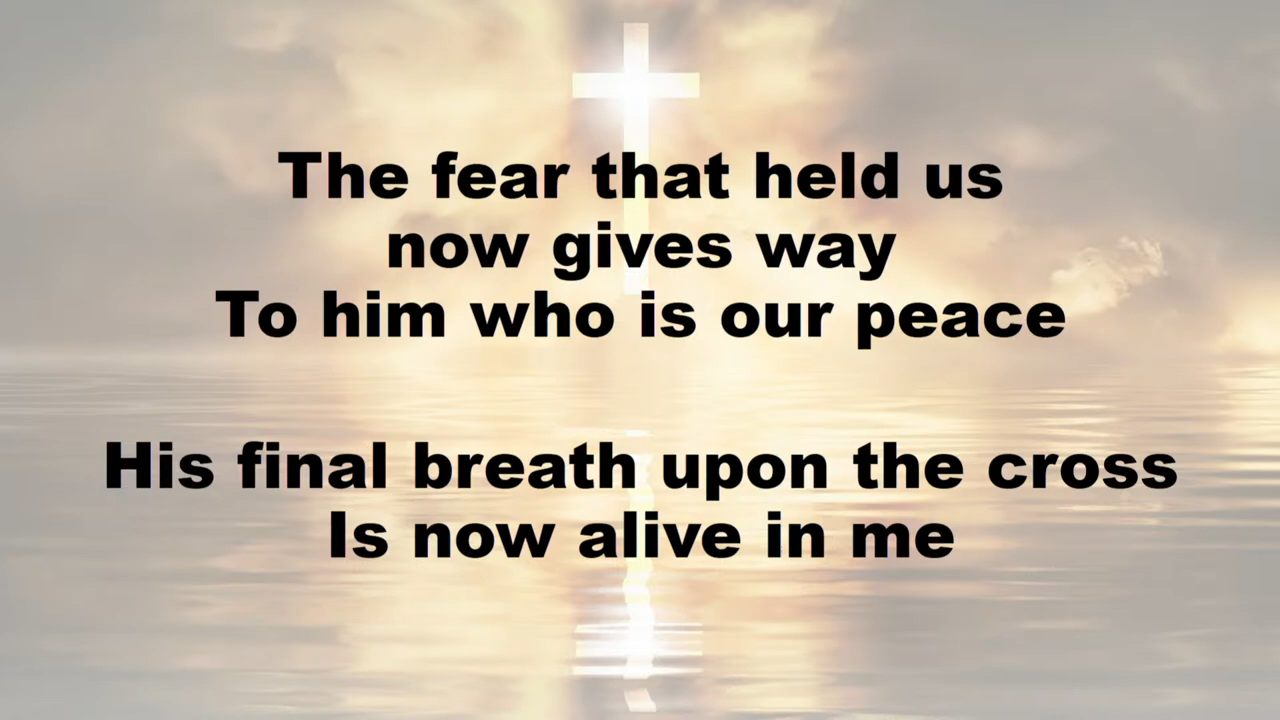 The fear that held us
now gives way
To him who is our peace
His final breath upon the cross
Is now alive in me